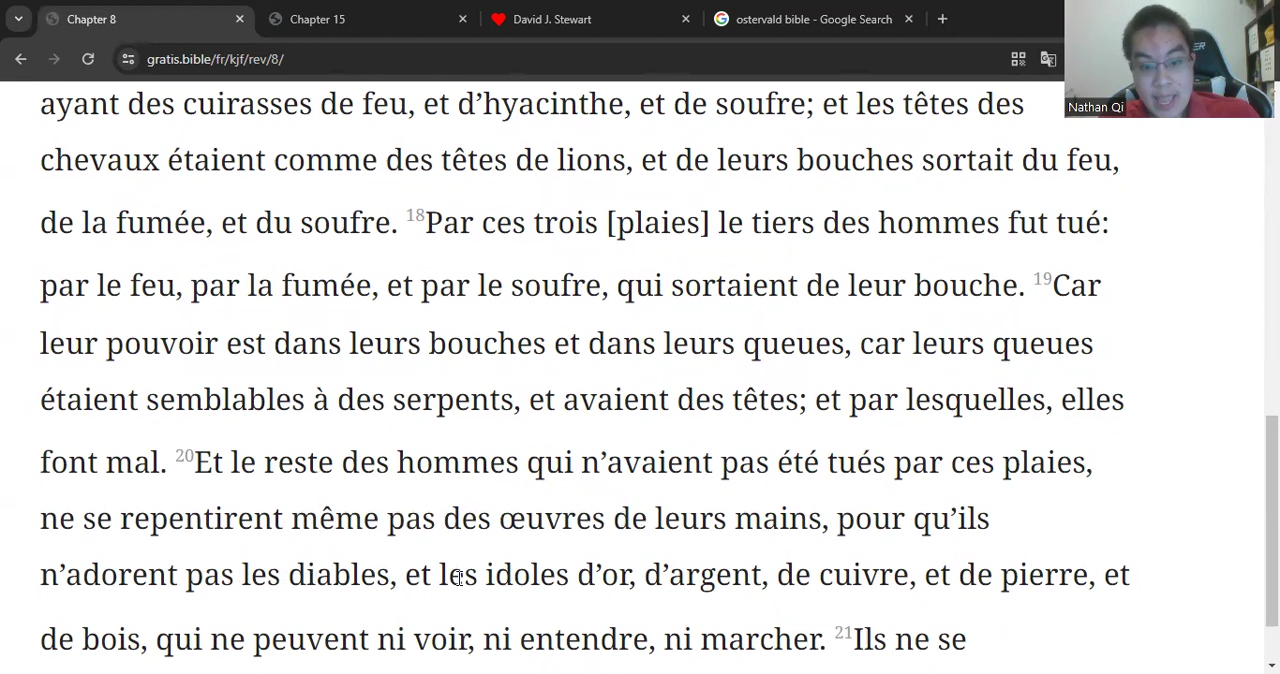 Chapter 8
Chapter 15
David J. Stewart
ostervald bible - Google Search
gratis.bible/fr/kjf/rev/8/
Nathan Qi
ayant des cuirasses de feu, et d’hyacinthe, et de soufre; et les têtes des
chevaux étaient comme des têtes de lions, et de leurs bouches sortait du feu,
de la fumée, et du soufre. 18Par ces trois [plaies] le tiers des hommes fut tué:
par le feu, par la fumée, et par le soufre, qui sortaient de leur bouche. 19Car
leur pouvoir est dans leurs bouches et dans leurs queues, car leurs queues
étaient semblables à des serpents, et avaient des têtes; et par lesquelles, elles
font mal. 20Et le reste des hommes qui n’avaient pas été tués par ces plaies,
ne se repentirent même pas des œuvres de leurs mains, pour qu’ils
n’adorent pas les diables, et les idoles d’or, d’argent, de cuivre, et de pierre, et
de bois, qui ne peuvent ni voir, ni entendre, ni marcher. 21Ils ne se